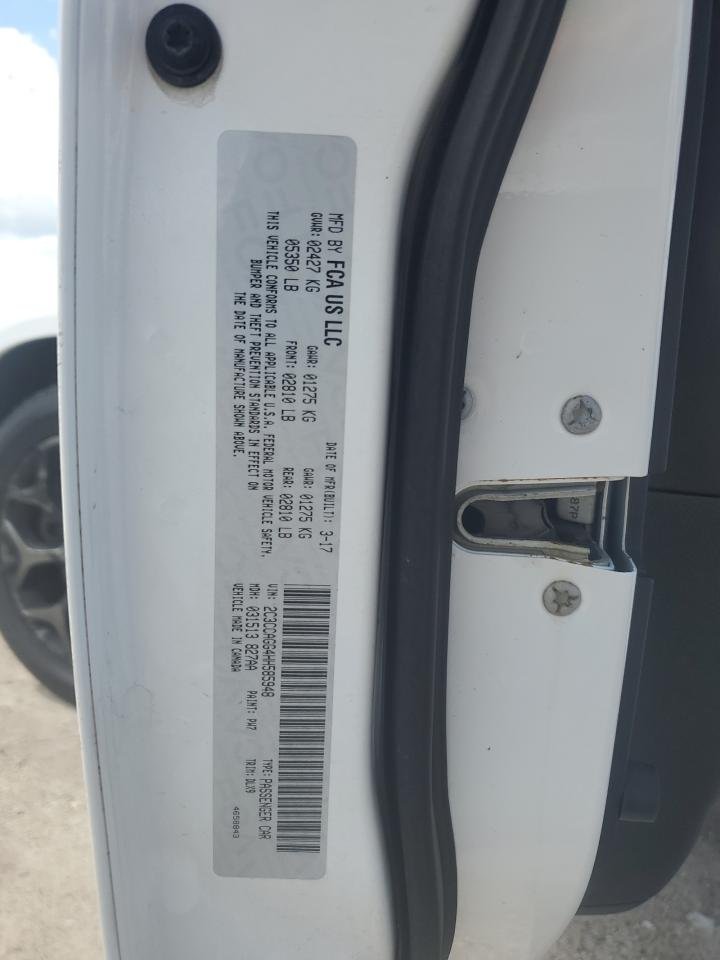 MFD BY FCA US LLC DATE OF MFR(BUILT): 3-17
GVWR: 02427 KG GAWR: 01275 KG GAWR: 01275 KG
05350 LB FRONT: 02810 LB REAR: 02810 LB
THIS VEHICLE CONFORMS TO ALL APPLICABLE U.S.A. FEDERAL MOTOR VEHICLE SAFETY,
BUMPER AND THEFT PREVENTION STANDARDS IN EFFECT ON
THE DATE OF MANUFACTURE SHOWN ABOVE.
VIN: 2C3CCAGG4HH585948 TYPE: PASSENGER CAR
MDH: 031513 827AA PAINT: PW7 TRIM: DLX9
VEHICLE MADE IN CANADA 4658843
87P